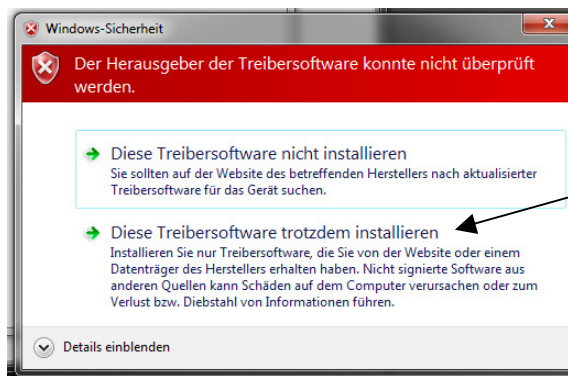 Windows-Sicherheit
Der Herausgeber der Treibersoftware konnte nicht überprüft
werden.
Diese Treibersoftware nicht installieren
Sie sollten auf der Website des betreffenden Herstellers nach aktualisierter
Treibersoftware für das Gerät suchen.
Diese Treibersoftware trotzdem installieren
Installieren Sie nur Treibersoftware, die Sie von der Website oder einem
Datenträger des Herstellers erhalten haben. Nicht signierte Software aus
anderen Quellen kann Schäden auf dem Computer verursachen oder zum
Verlust bzw. Diebstahl von Informationen führen.
Details einblenden